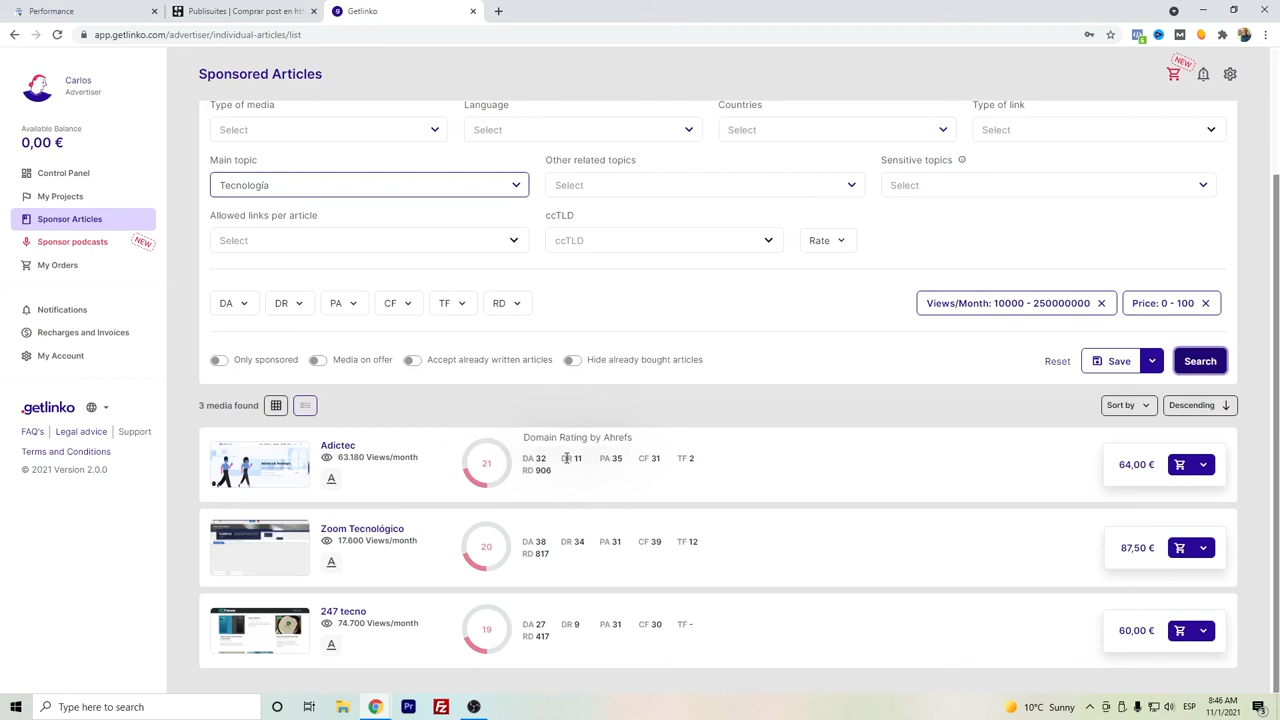 Performance
Publisuites | Comprar post en htt
Getlinko
app.getlinko.com/advertiser/individual-articles/list
Carlos
Advertiser
Available Balance
0,00 €
Control Panel
My Projects
Sponsor Articles
Sponsor podcasts
NEW
My Orders
Notifications
Recharges and Invoices
My Account
.getlinko
FAQ's
Legal advice
Support
Terms and Conditions
© 2021 Version 2.0.0
Sponsored Articles
NEW
Type of media
Language
Countries
Type of link
Select
Select
Select
Select
Main topic
Other related topics
Sensitive topics
Tecnología
Select
Select
Allowed links per article
ccTLD
Select
ccTLD
Rate
DA
DR
PA
CF
TF
RD
Views/Month: 10000 - 250000000
Price: 0 - 100
Only sponsored
Media on offer
Accept already written articles
Hide already bought articles
Reset
Save
Search
3 media found
Sort by
Descending
Adictec
63.180 Views/month
A
21
Domain Rating by Ahrefs
DA 32 DR 11 PA 35 CF 31 TF 2
RD 906
64,00 €
Zoom Tecnológico
17.600 Views/month
A
20
DA 38 DR 34 PA 31 CF 39 TF 12
RD 817
87,50 €
247 tecno
74.700 Views/month
A
19
DA 27 DR 9 PA 31 CF 30 TF -
RD 417
60,00 €
Type here to search
Pr
10°C Sunny
ESP
8:46 AM
11/1/2021